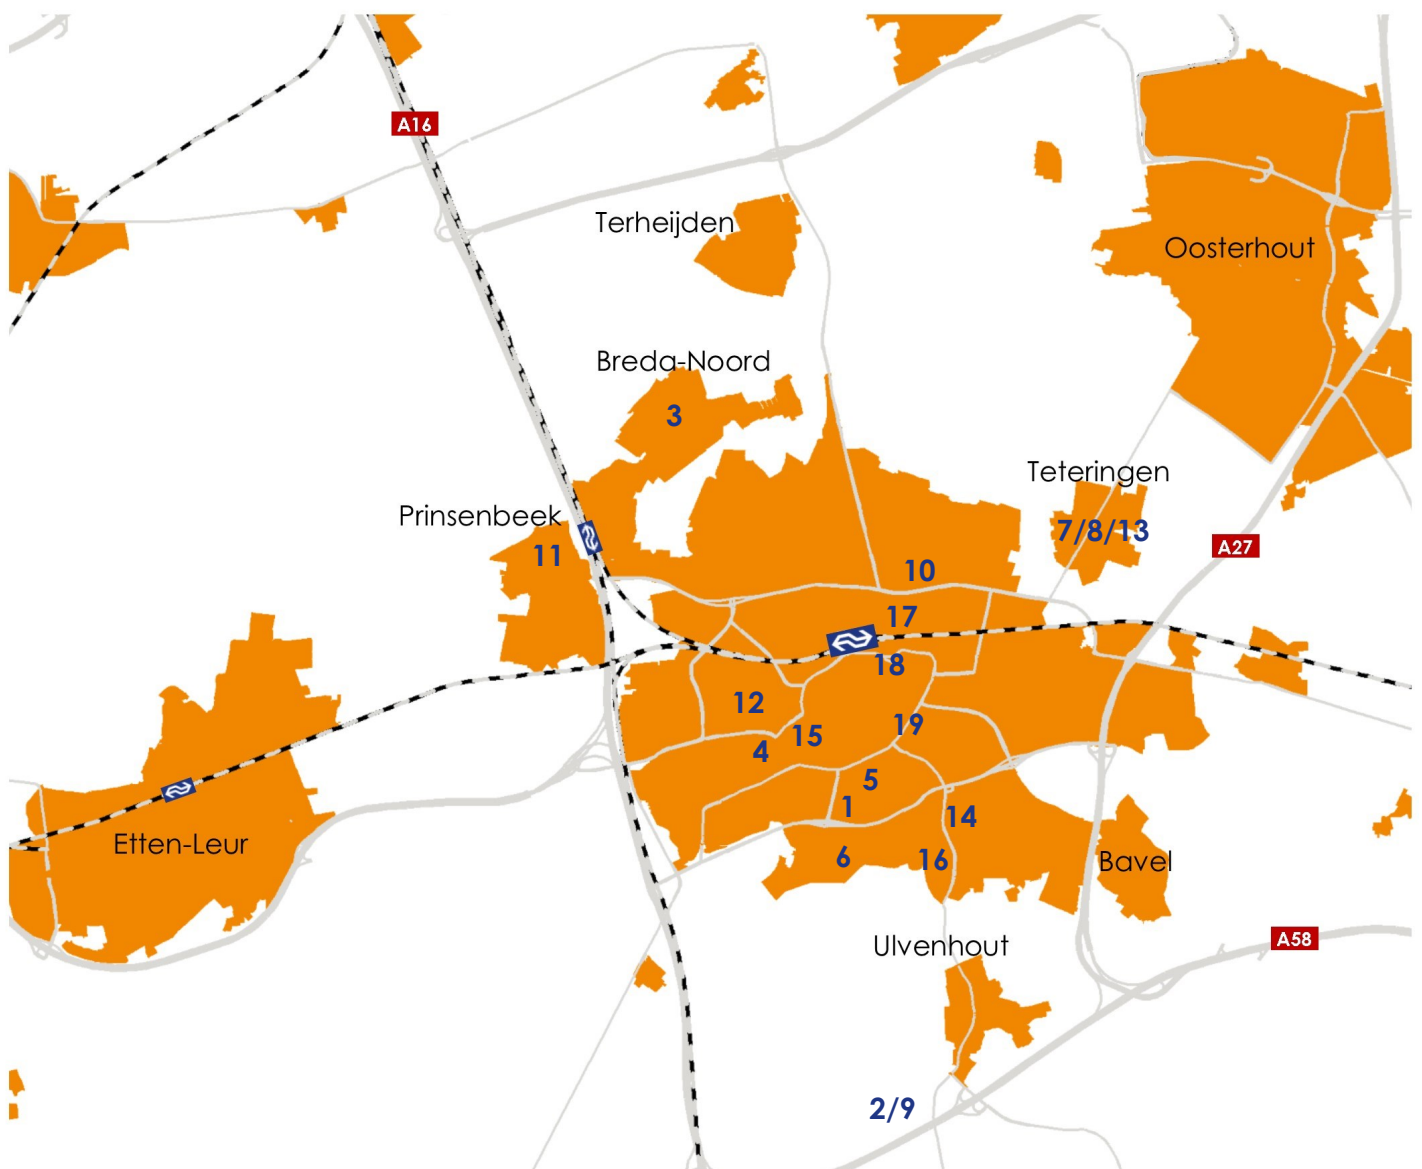 A16
Terheijden
Oosterhout
Breda-Noord
3
Teteringen
Prinsenbeek
7/8/13
11
A27
10
17
18
12
19
15
4
5
1
14
Etten-Leur
6
16
Bavel
Ulvenhout
A58
2/9